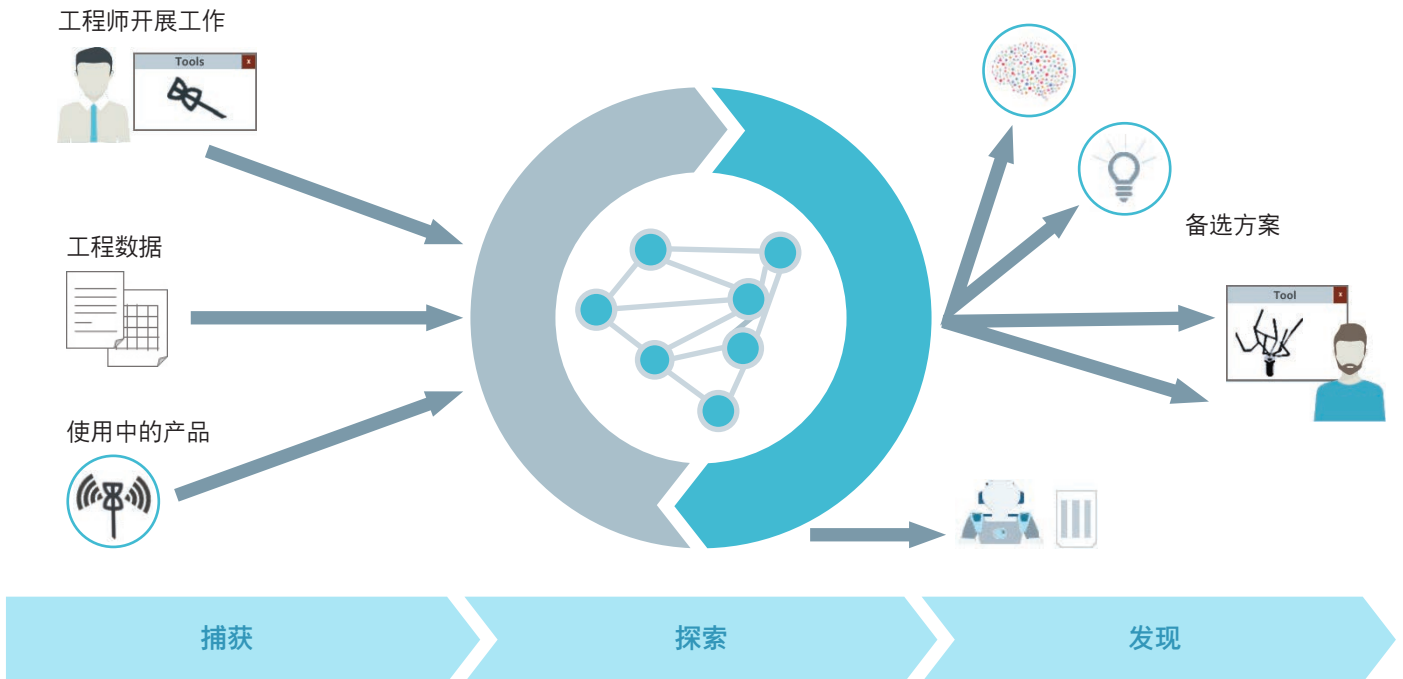 工程师开展工作
Tools
x
工程数据
使用中的产品
备选方案
Tool
x
捕获
探索
发现